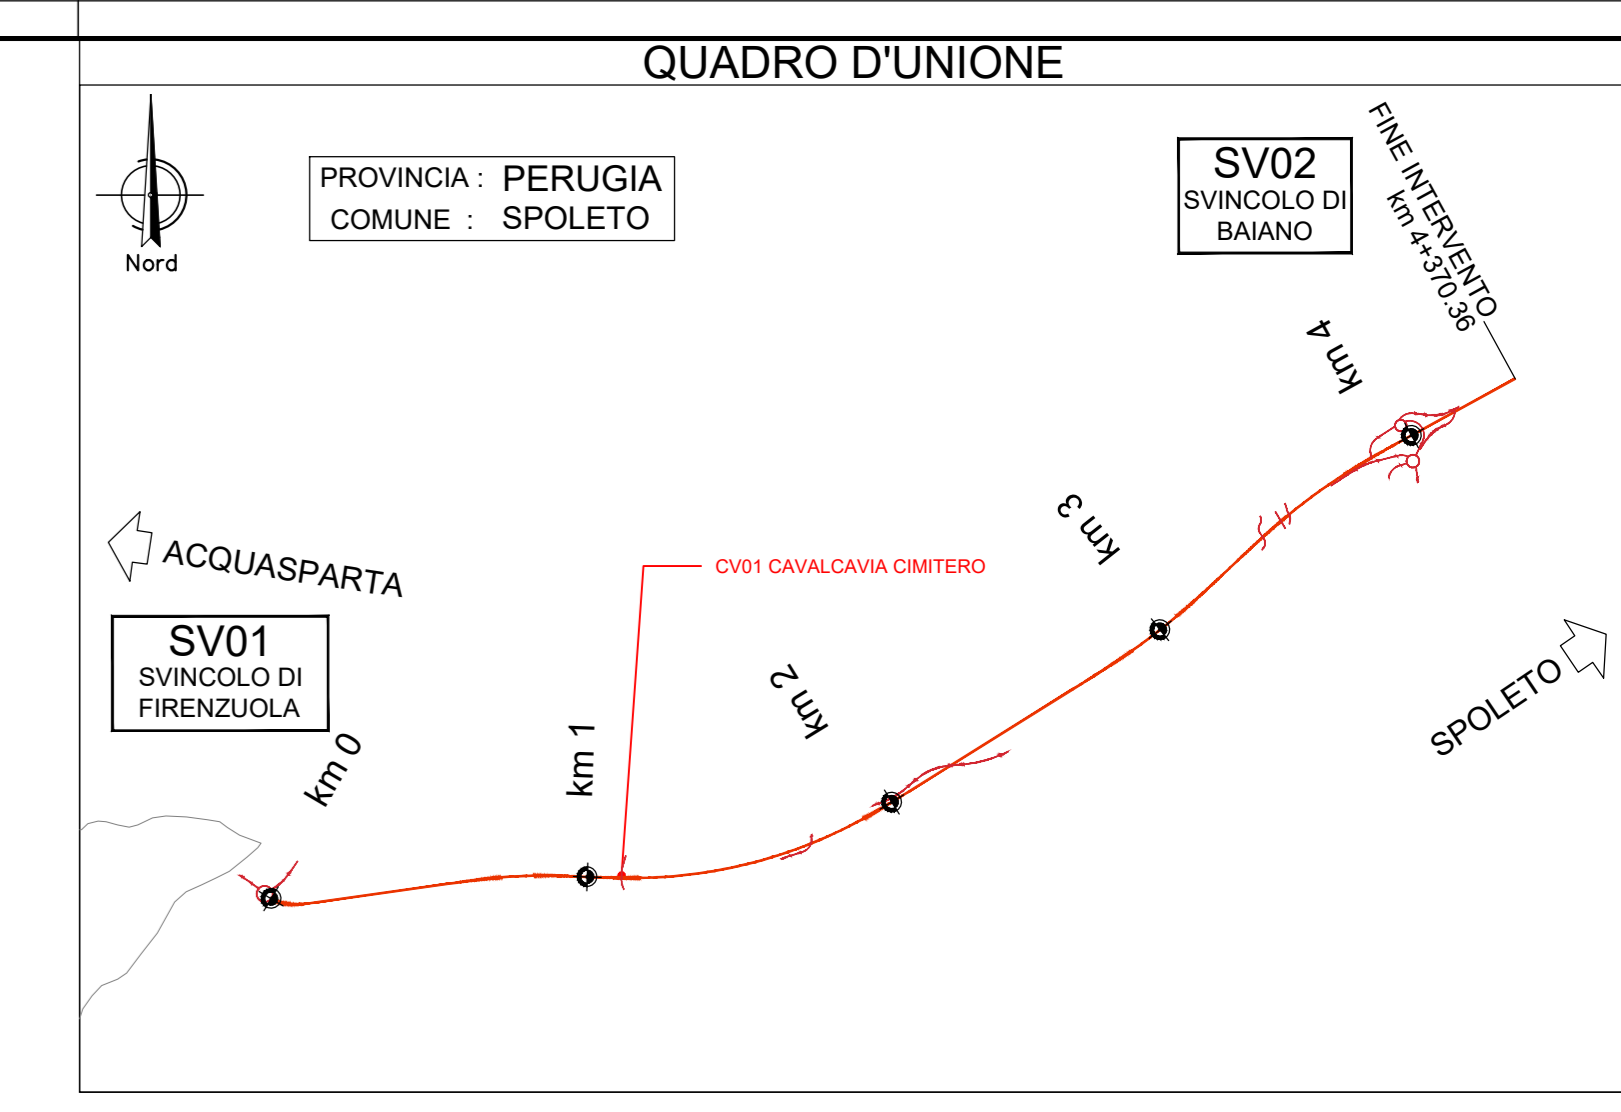 QUADRO D'UNIONE
Nord
PROVINCIA : PERUGIA
COMUNE : SPOLETO
SV02
SVINCOLO DI
BAIANO
FINE INTERVENTO
km 4+370.36
km 4
km 3
ACQUASPARTA
CV01 CAVALCAVIA CIMITERO
SV01
SVINCOLO DI
FIRENZUOLA
km 2
SPOLETO
km 1
km 0